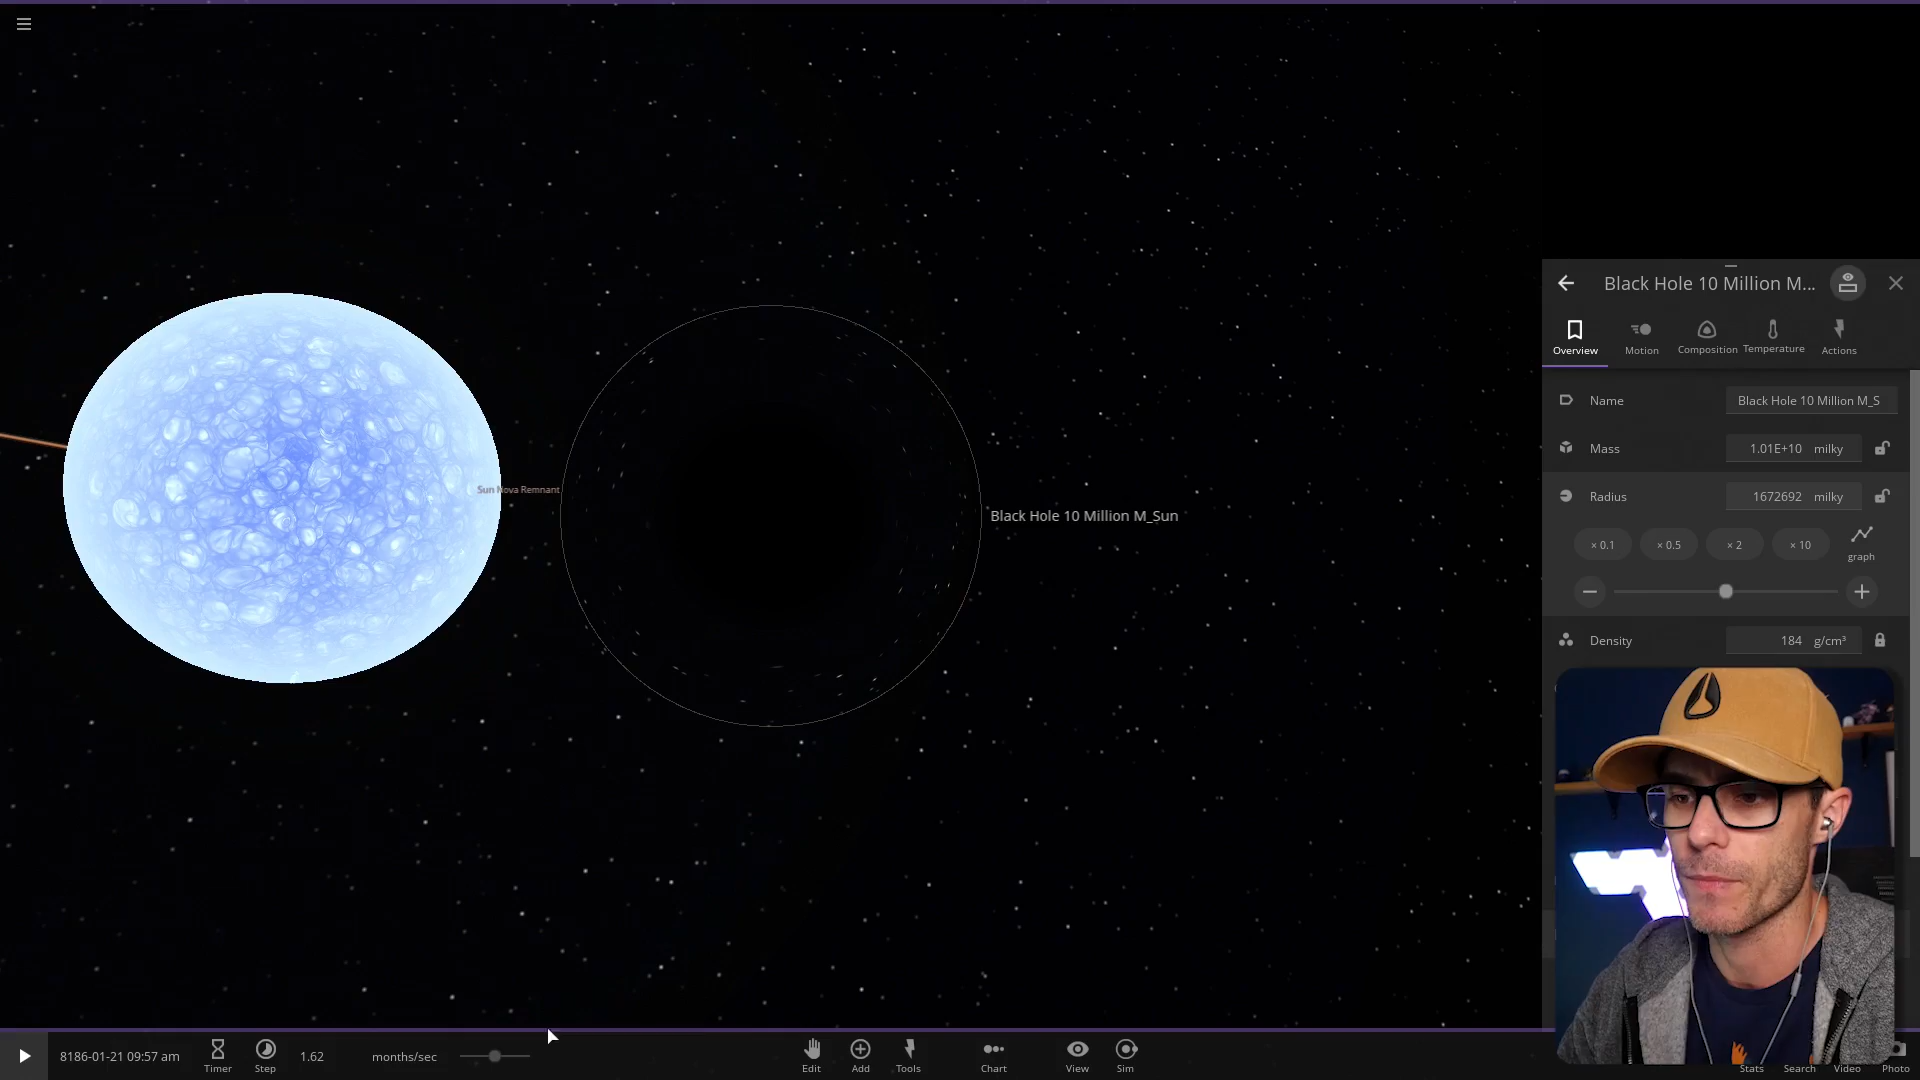 Black Hole 10 Million M...
Overview
Motion
Composition
Temperature
Actions
Name
Black Hole 10 Million M_S
Mass
1.01E+10 milky
Radius
1672692 milky
× 0.1
× 0.5
× 2
× 10
graph
Density
184 g/cm³
Sun Nova Remnant
Black Hole 10 Million M_Sun
8186-01-21 09:57 am
Timer
Step
1.62
months/sec
Edit
Add
Tools
Chart
View
Sim
Stats
Search
Video
Photo